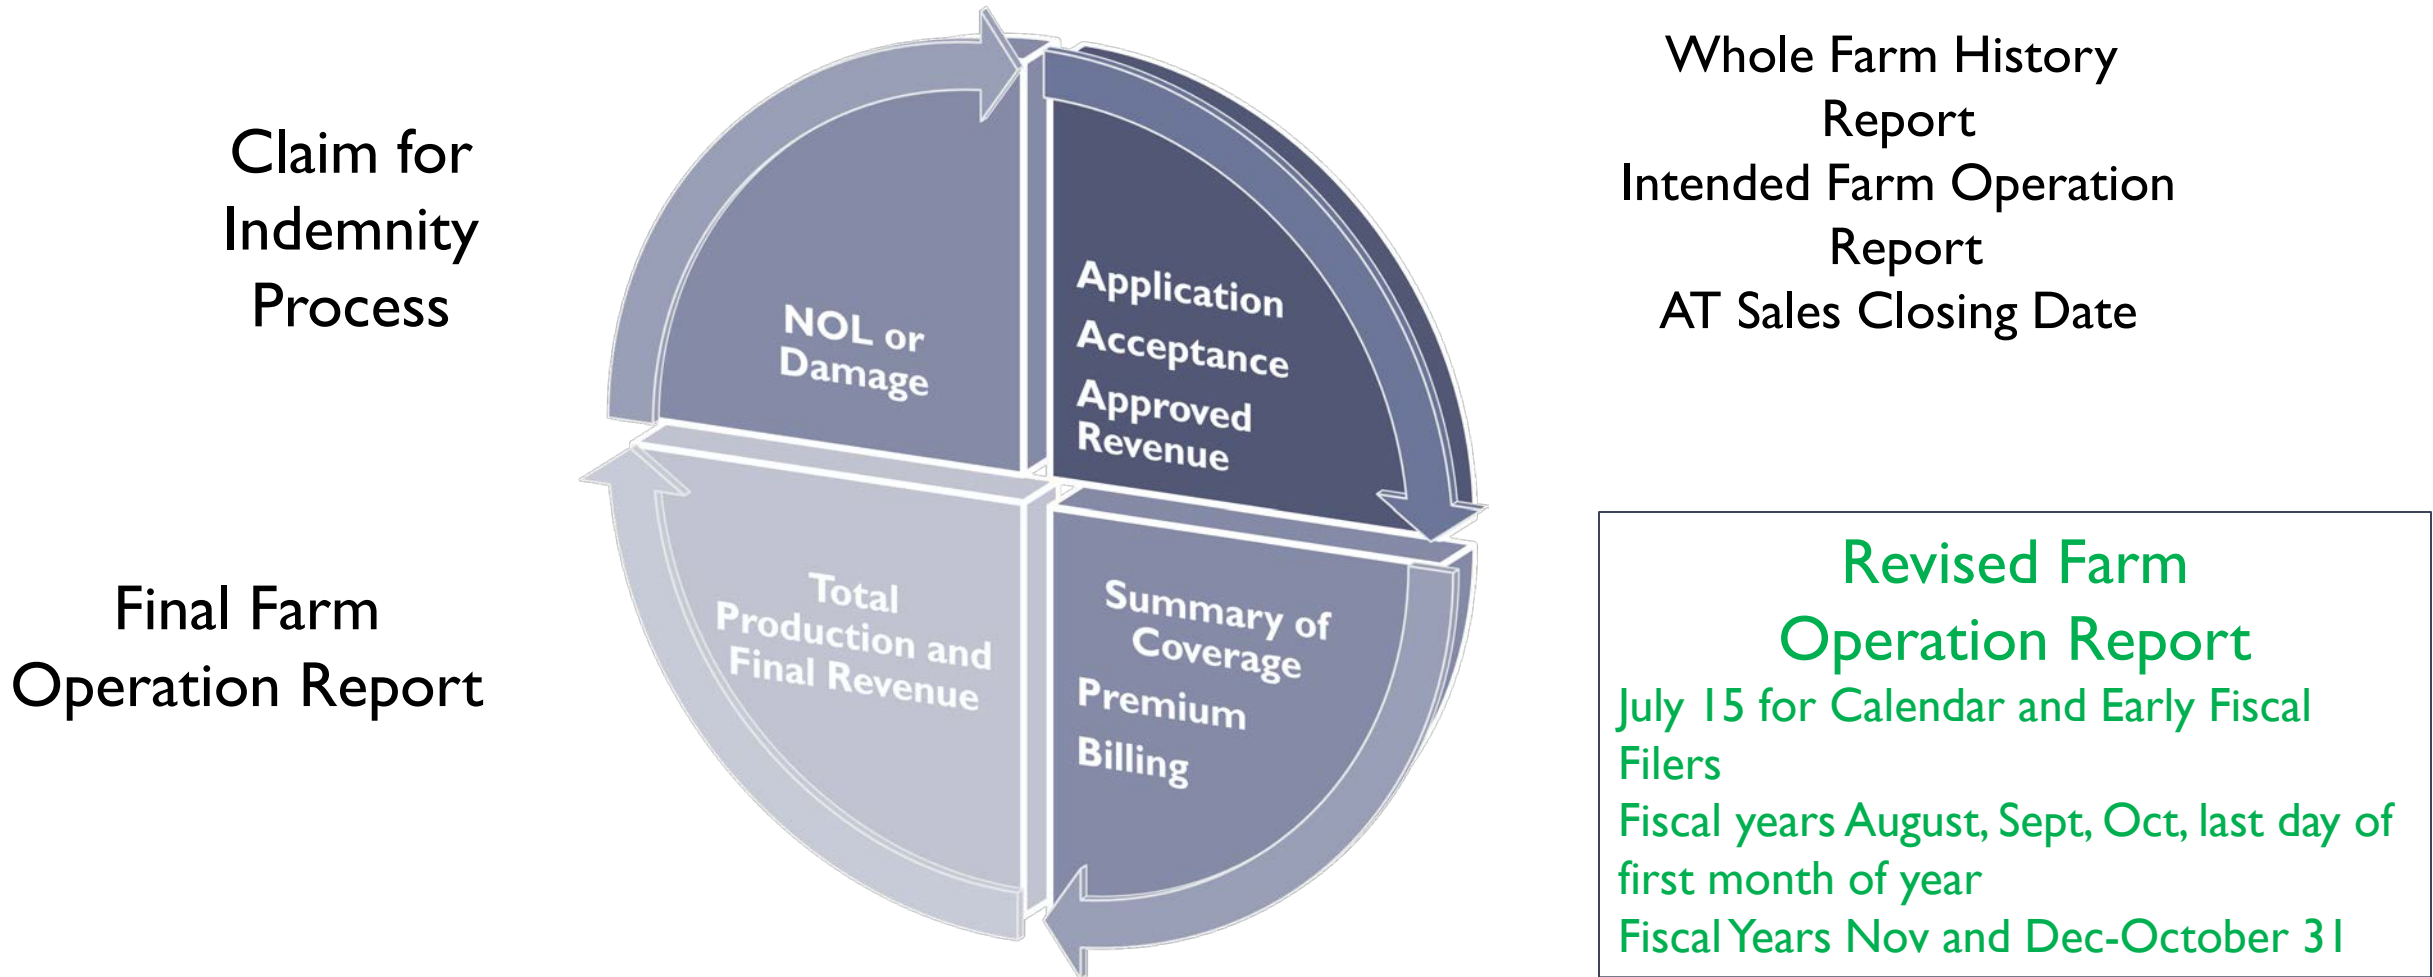 Claim for
Indemnity
Process
NOL or
Damage
Application
Acceptance
Approved
Revenue
Whole Farm History
Report
Intended Farm Operation
Report
AT Sales Closing Date
Final Farm
Operation Report
Total
Production and
Final Revenue
Summary of
Coverage
Premium
Billing
Revised Farm
Operation Report
July 15 for Calendar and Early Fiscal
Filers
Fiscal years August, Sept, Oct, last day of
first month of year
Fiscal Years Nov and Dec-October 31